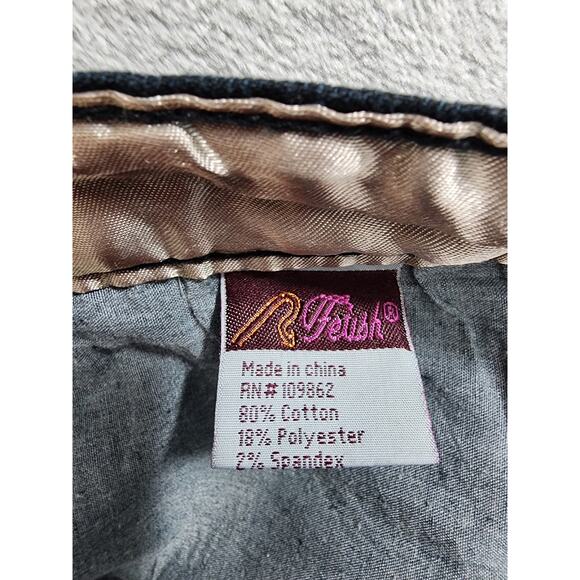 Fetish®
Made in china
RN# 109862
80% Cotton
18% Polyester
2% Spandex